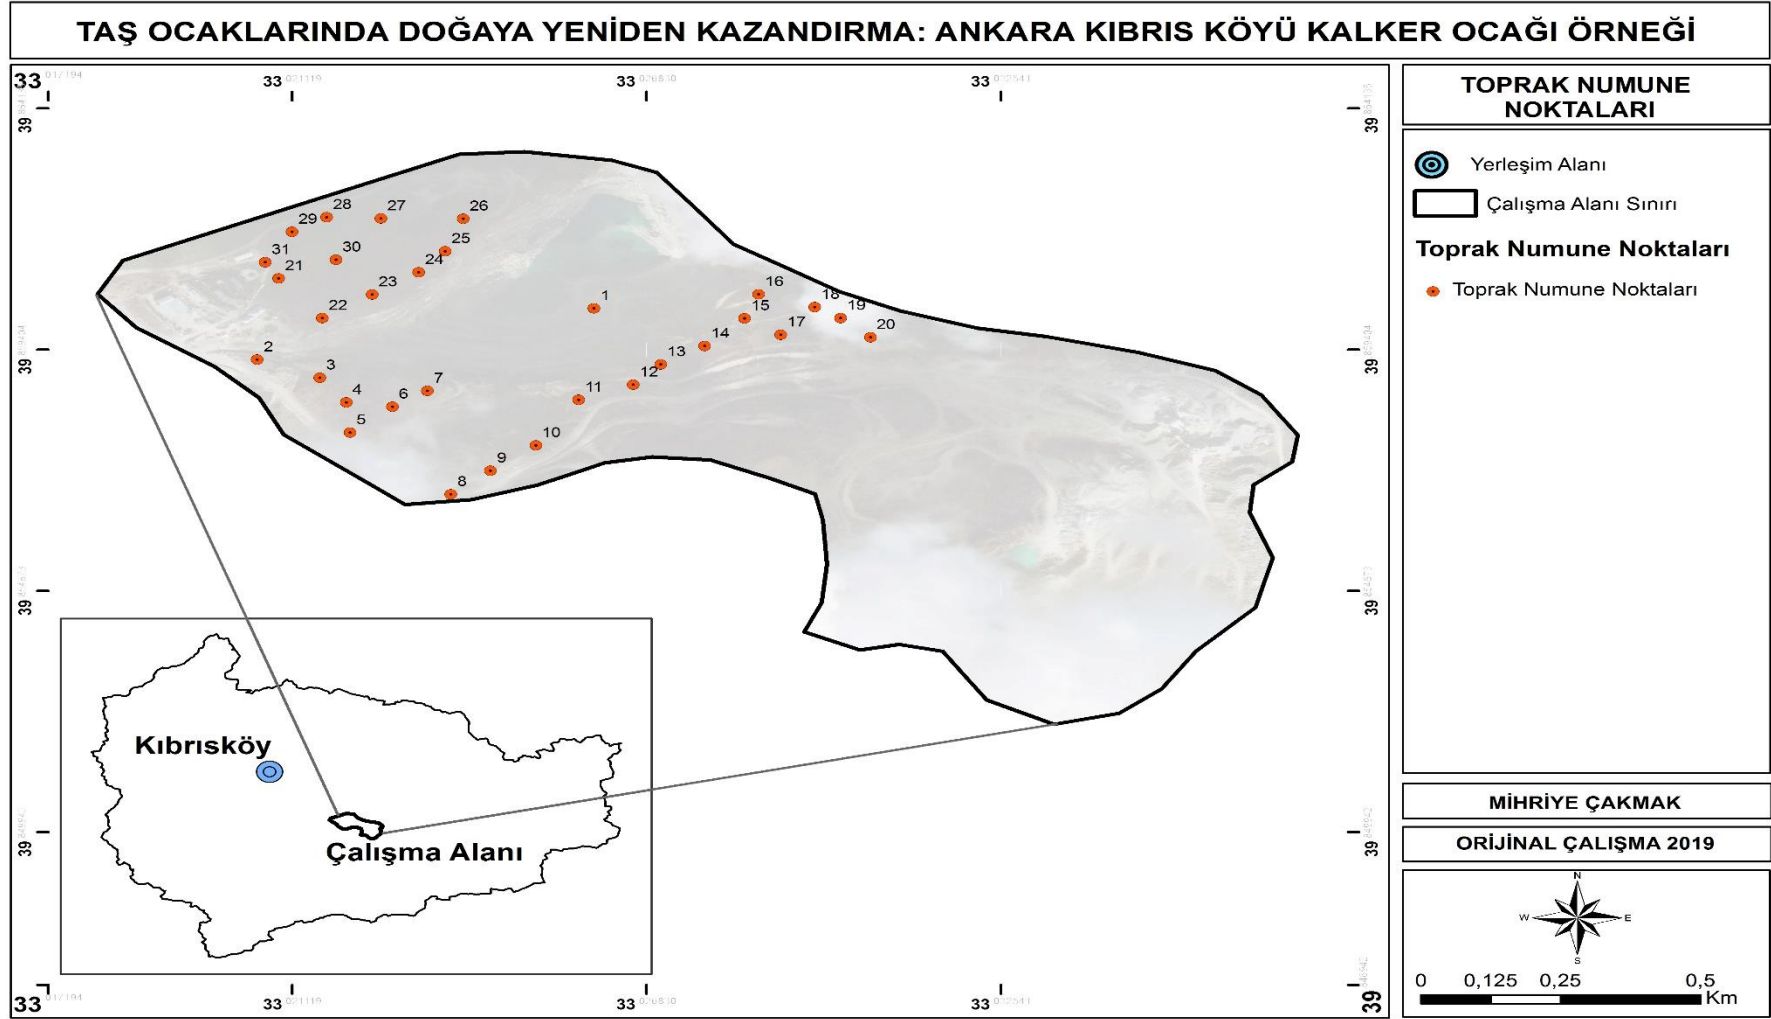 TAŞ OCAKLARINDA DOĞAYA YENİDEN KAZANDIRMA: ANKARA KIBRIS KÖYÜ KALKER OCAĞI ÖRNEĞİ
33 33 33 33
39 39
28 27 26
29
30 25
31 24
21 23
22
1
16
15 18 19
17 20
14
13
12
11
2
3
4 6 7
5
10
9
8
39 39
39 39
39 39
Kıbrısköy
Çalışma Alanı
33 33 33 33 39
TOPRAK NUMUNE
NOKTALARI
Yerleşim Alanı
Çalışma Alanı Sınırı
Toprak Numune Noktaları
Toprak Numune Noktaları
MİHRİYE ÇAKMAK
ORİJİNAL ÇALIŞMA 2019
N
W E
S
0 0,125 0,25 0,5
Km